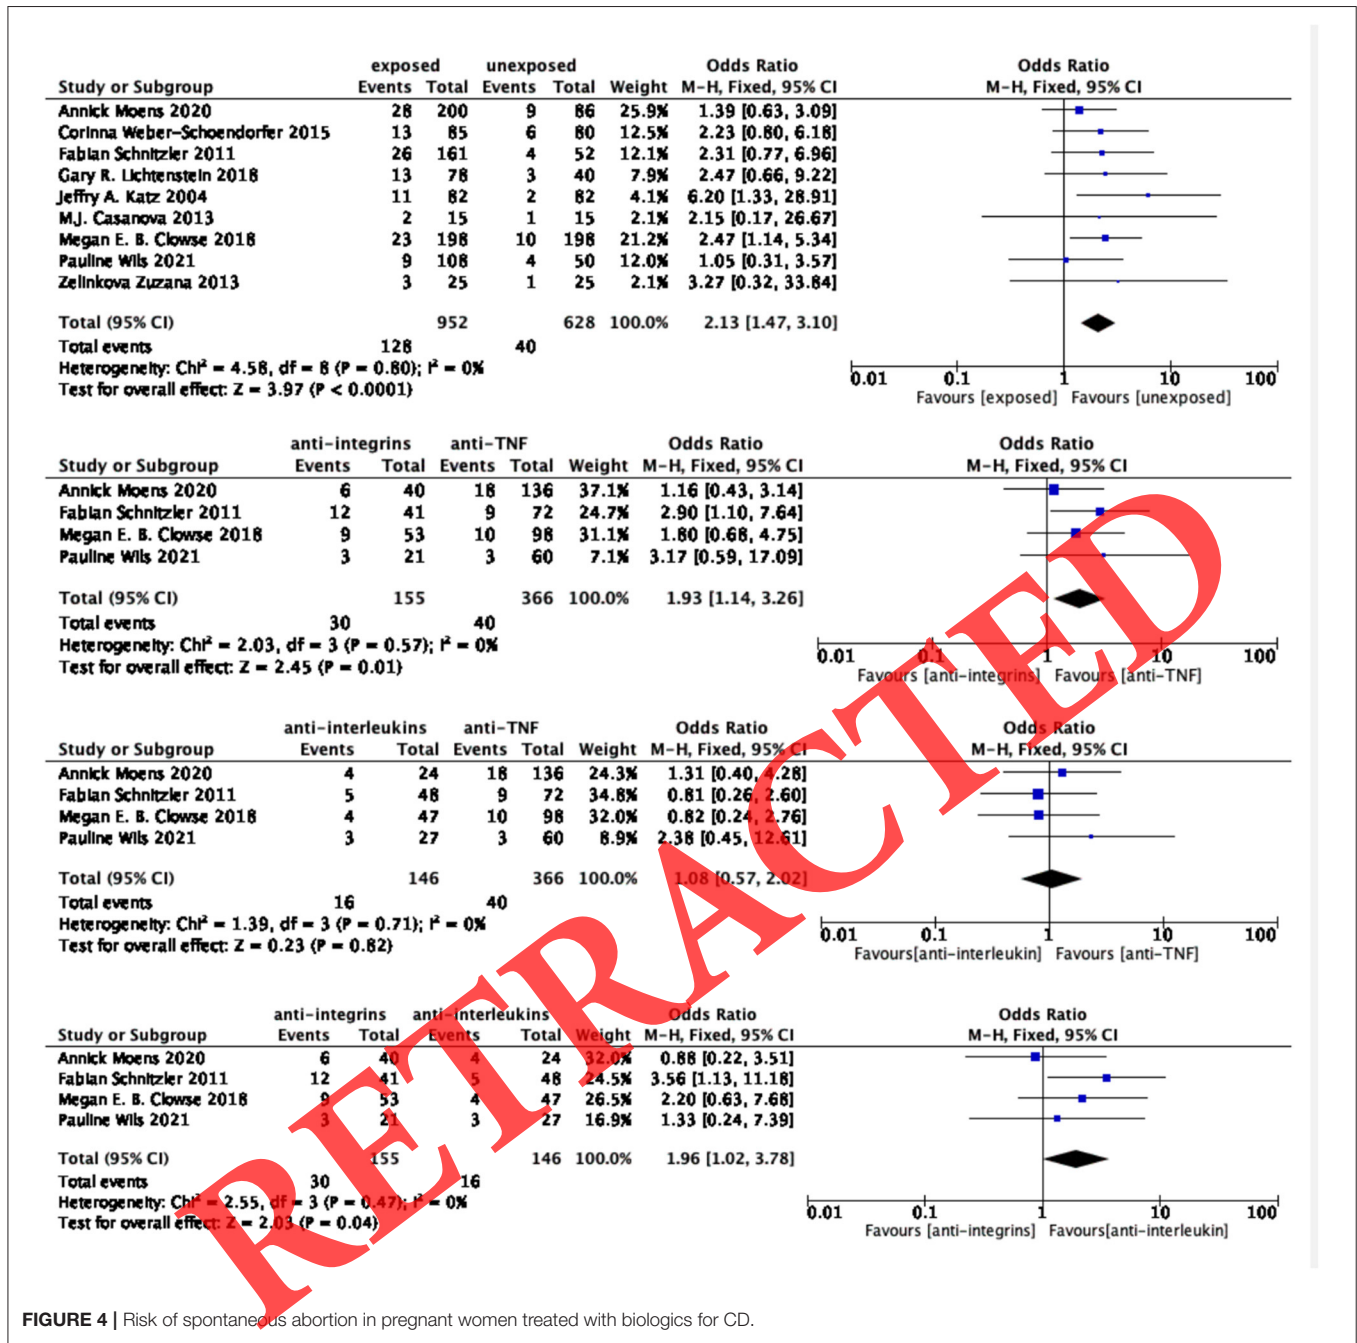 exposed unexposed Odds Ratio Odds Ratio
Study or Subgroup Events Total Events Total Weight M-H, Fixed, 95% CI M-H, Fixed, 95% CI
Annick Moens 2020 28 200 9 86 25.9% 1.39 [0.63, 3.09]
Corinna Weber-Schoendorfer 2015 13 85 6 80 12.5% 2.23 [0.80, 6.18]
Fabian Schnitzler 2011 26 161 4 52 12.1% 2.31 [0.77, 6.96]
Gary R. Lichtenstein 2018 13 78 3 40 7.9% 2.47 [0.66, 9.22]
Jeffry A. Katz 2004 11 82 2 82 4.1% 6.20 [1.33, 28.91]
M.J. Casanova 2013 2 15 1 15 2.1% 2.15 [0.17, 26.67]
Megan E. B. Clowse 2018 23 198 10 198 21.2% 2.47 [1.14, 5.34]
Pauline Wils 2021 9 108 4 50 12.0% 1.05 [0.31, 3.57]
Zelinkova Zuzana 2013 3 25 1 25 2.1% 3.27 [0.32, 33.84]
Total (95% CI) 952 628 100.0% 2.13 [1.47, 3.10]
Total events 128 40
Heterogeneity: Chi² = 4.58, df = 8 (P = 0.80); I² = 0%
Test for overall effect: Z = 3.97 (P < 0.0001)
0.01 0.1 1 10 100
Favours [exposed] Favours [unexposed]
anti-integrins anti-TNF Odds Ratio Odds Ratio
Study or Subgroup Events Total Events Total Weight M-H, Fixed, 95% CI M-H, Fixed, 95% CI
Annick Moens 2020 6 40 18 136 37.1% 1.16 [0.43, 3.14]
Fabian Schnitzler 2011 12 41 9 72 24.7% 2.90 [1.10, 7.64]
Megan E. B. Clowse 2018 9 53 10 98 31.1% 1.80 [0.68, 4.75]
Pauline Wils 2021 3 21 3 60 7.1% 3.17 [0.59, 17.09]
Total (95% CI) 155 366 100.0% 1.93 [1.14, 3.26]
Total events 30 40
Heterogeneity: Chi² = 2.03, df = 3 (P = 0.57); I² = 0%
Test for overall effect: Z = 2.45 (P = 0.01)
0.01 0.1 1 10 100
Favours [anti-integrins] Favours [anti-TNF]
anti-interleukins anti-TNF Odds Ratio Odds Ratio
Study or Subgroup Events Total Events Total Weight M-H, Fixed, 95% CI M-H, Fixed, 95% CI
Annick Moens 2020 4 24 18 136 24.3% 1.31 [0.40, 4.28]
Fabian Schnitzler 2011 5 48 9 72 34.8% 0.81 [0.26, 2.60]
Megan E. B. Clowse 2018 4 47 10 98 32.0% 0.82 [0.24, 2.76]
Pauline Wils 2021 3 27 3 60 8.9% 2.38 [0.45, 12.61]
Total (95% CI) 146 366 100.0% 1.08 [0.57, 2.02]
Total events 16 40
Heterogeneity: Chi² = 1.39, df = 3 (P = 0.71); I² = 0%
Test for overall effect: Z = 0.23 (P = 0.82)
0.01 0.1 1 10 100
Favours[anti-interleukin] Favours [anti-TNF]
anti-integrins anti-interleukins Odds Ratio Odds Ratio
Study or Subgroup Events Total Events Total Weight M-H, Fixed, 95% CI M-H, Fixed, 95% CI
Annick Moens 2020 6 40 4 24 32.0% 0.88 [0.22, 3.51]
Fabian Schnitzler 2011 12 41 5 48 24.5% 3.56 [1.13, 11.18]
Megan E. B. Clowse 2018 9 53 4 47 26.5% 2.20 [0.63, 7.68]
Pauline Wils 2021 3 21 3 27 16.9% 1.33 [0.24, 7.39]
Total (95% CI) 155 146 100.0% 1.96 [1.02, 3.78]
Total events 30 16
Heterogeneity: Chi² = 2.55, df = 3 (P = 0.47); I² = 0%
Test for overall effect: Z = 2.03 (P = 0.04)
0.01 0.1 1 10 100
Favours [anti-integrins] Favours[anti-interleukin]
RETRACTED
FIGURE 4 | Risk of spontaneous abortion in pregnant women treated with biologics for CD.